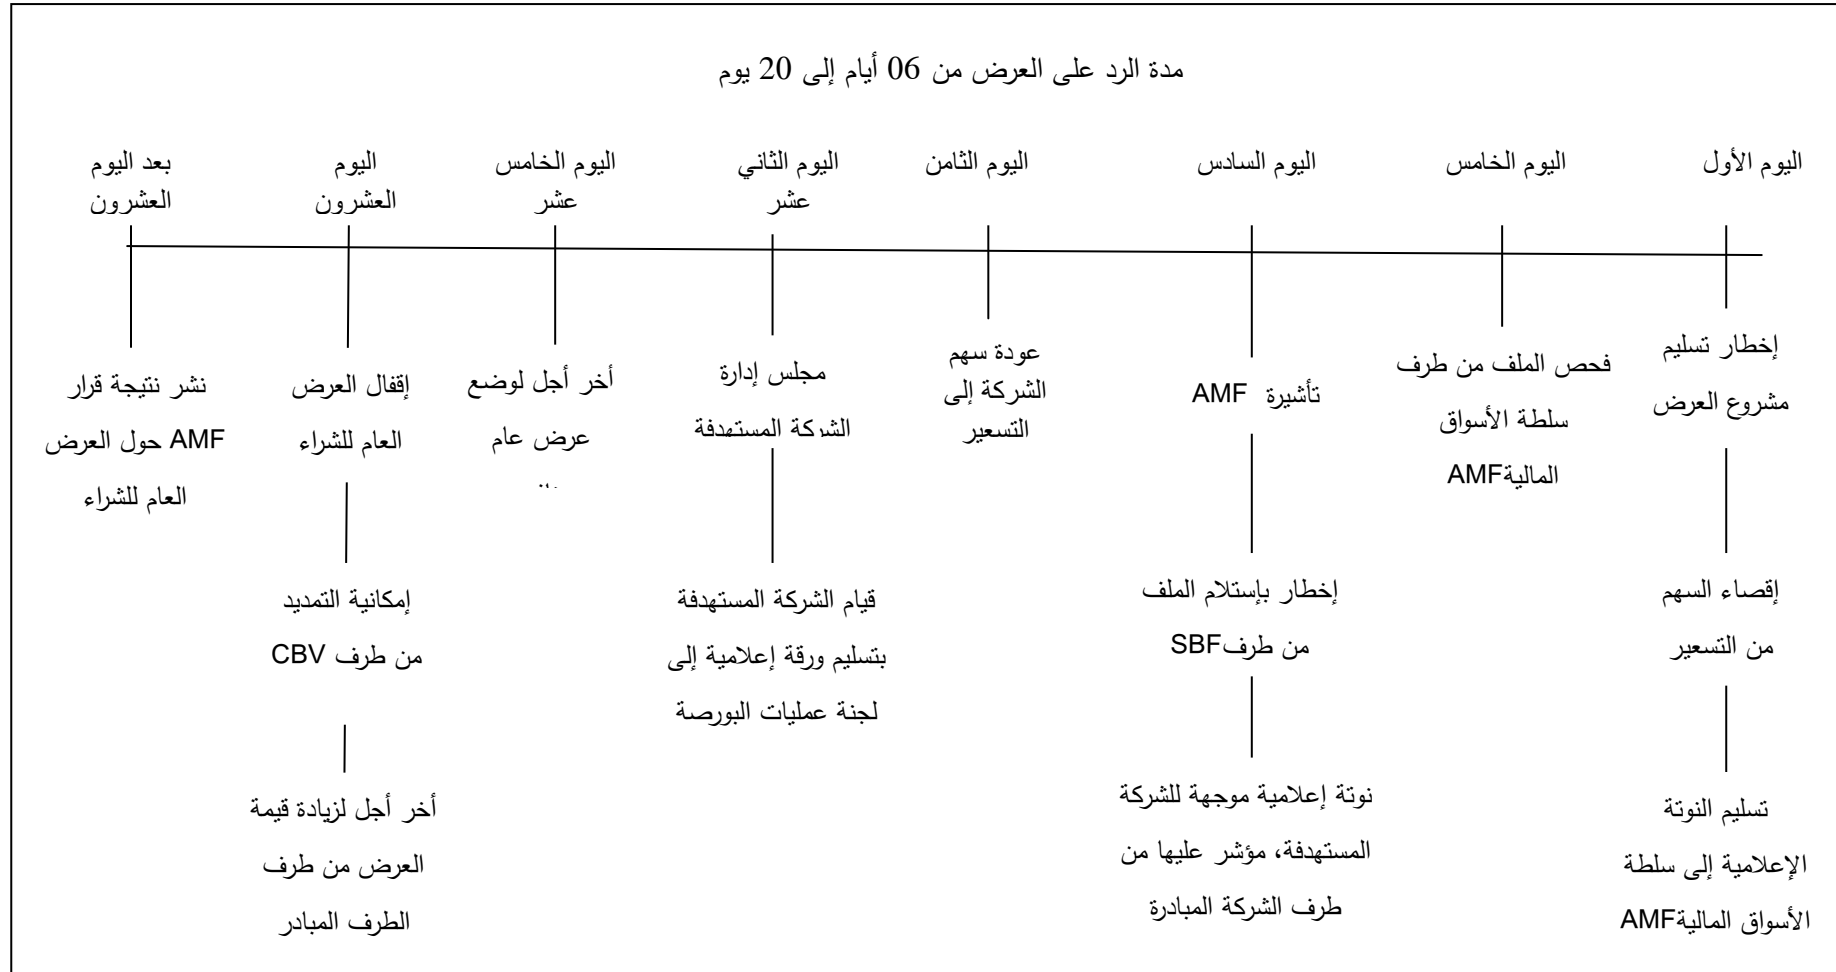 مدة الرد على العرض من 06 أيام إلى 20 يوم
اليوم الأول
اليوم الخامس
اليوم السادس
اليوم الثامن
اليوم الثاني
عشر
اليوم الخامس
عشر
اليوم
العشرون
بعد اليوم
العشرون
إخطار تسليم
مشروع العرض
إقصاء السهم
من التسعير
تسليم النوتة
الإعلامية إلى سلطة
الأسواق الماليةAMF
فحص الملف من طرف
سلطة الأسواق
الماليةAMF
تأشيرة AMF
إخطار بإستلام الملف
من طرفSBF
نوتة إعلامية موجهة للشركة
المستهدفة، مؤشر عليها من
طرف الشركة المبادرة
عودة سهم
الشركة إلى
التسعير
مجلس إدارة
الشركة المستهدفة
قيام الشركة المستهدفة
بتسليم ورقة إعلامية إلى
لجنة عمليات البورصة
أخر أجل لوضع
عرض عام
إقفال العرض
العام للشراء
إمكانية التمديد
من طرف CBV
أخر أجل لزيادة قيمة
العرض من طرف
الطرف المبادر
نشر نتيجة قرار
AMF حول العرض
العام للشراء